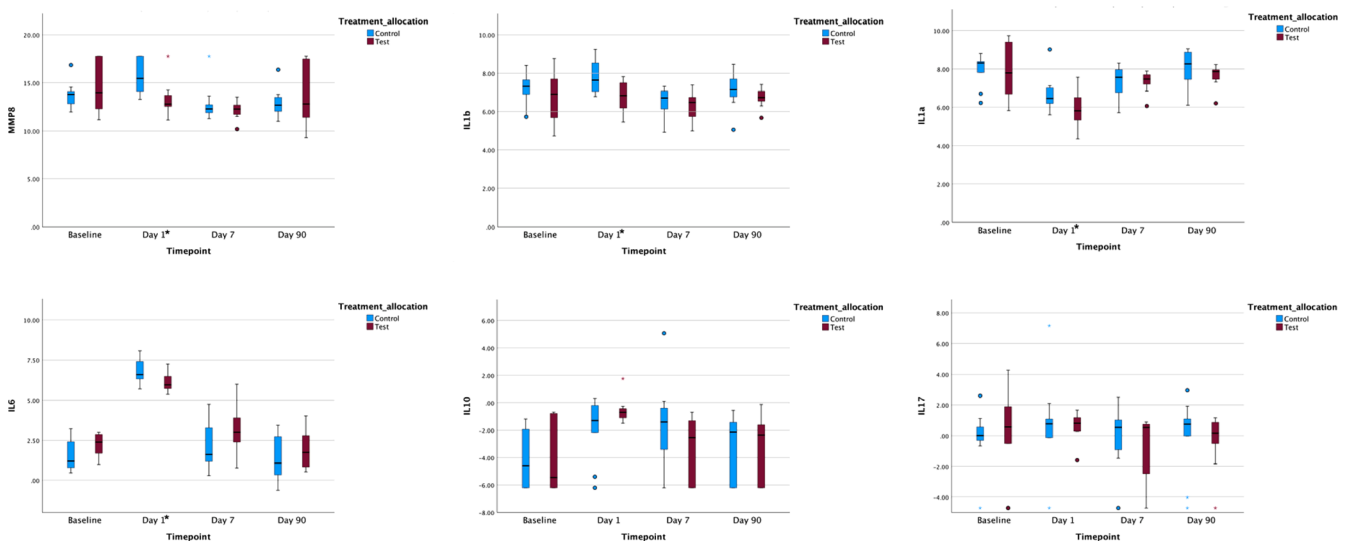 Treatment_allocation
Control
Test
20.00
15.00
10.00
5.00
.00
MMP8
Baseline
Day 1*
Day 7
Day 90
Timepoint
Treatment_allocation
Control
Test
10.00
8.00
6.00
4.00
2.00
.00
IL1b
Baseline
Day 1*
Day 7
Day 90
Timepoint
Treatment_allocation
Control
Test
10.00
8.00
6.00
4.00
2.00
.00
IL1a
Baseline
Day 1*
Day 7
Day 90
Timepoint
Treatment_allocation
Control
Test
10.00
7.50
5.00
2.50
.00
IL6
Baseline
Day 1*
Day 7
Day 90
Timepoint
Treatment_allocation
Control
Test
6.00
4.00
2.00
.00
-2.00
-4.00
-6.00
-8.00
IL10
Baseline
Day 1
Day 7
Day 90
Timepoint
Treatment_allocation
Control
Test
8.00
6.00
4.00
2.00
.00
-2.00
-4.00
IL17
Baseline
Day 1
Day 7
Day 90
Timepoint